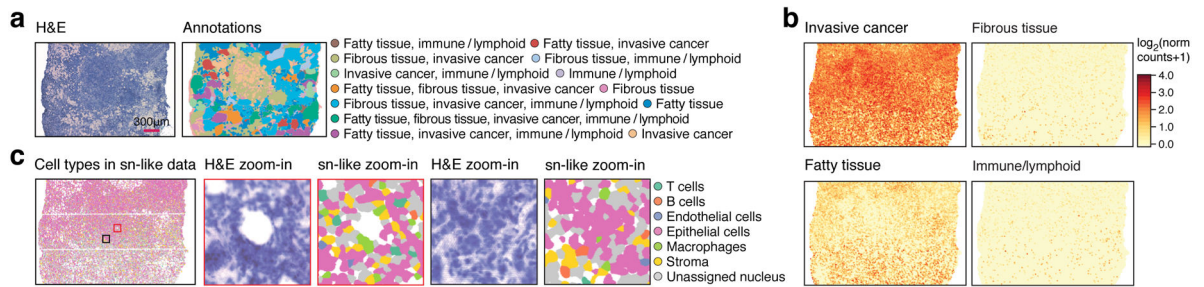 a
H&E
Annotations
300μm
Fatty tissue, immune/lymphoid
Fatty tissue, invasive cancer
Fibrous tissue, invasive cancer
Fibrous tissue, immune/lymphoid
Invasive cancer, immune/lymphoid
Immune/lymphoid
Fatty tissue, fibrous tissue, invasive cancer
Fibrous tissue
Fibrous tissue, invasive cancer, immune/lymphoid
Fatty tissue
Fatty tissue, fibrous tissue, invasive cancer, immune/lymphoid
Fatty tissue, invasive cancer, immune/lymphoid
Invasive cancer
b
Invasive cancer
Fibrous tissue
log2(norm
counts+1)
4.0
3.0
2.0
1.0
0.0
Fatty tissue
Immune/lymphoid
c
Cell types in sn-like data
H&E zoom-in
sn-like zoom-in
H&E zoom-in
sn-like zoom-in
T cells
B cells
Endothelial cells
Epithelial cells
Macrophages
Stroma
Unassigned nucleus